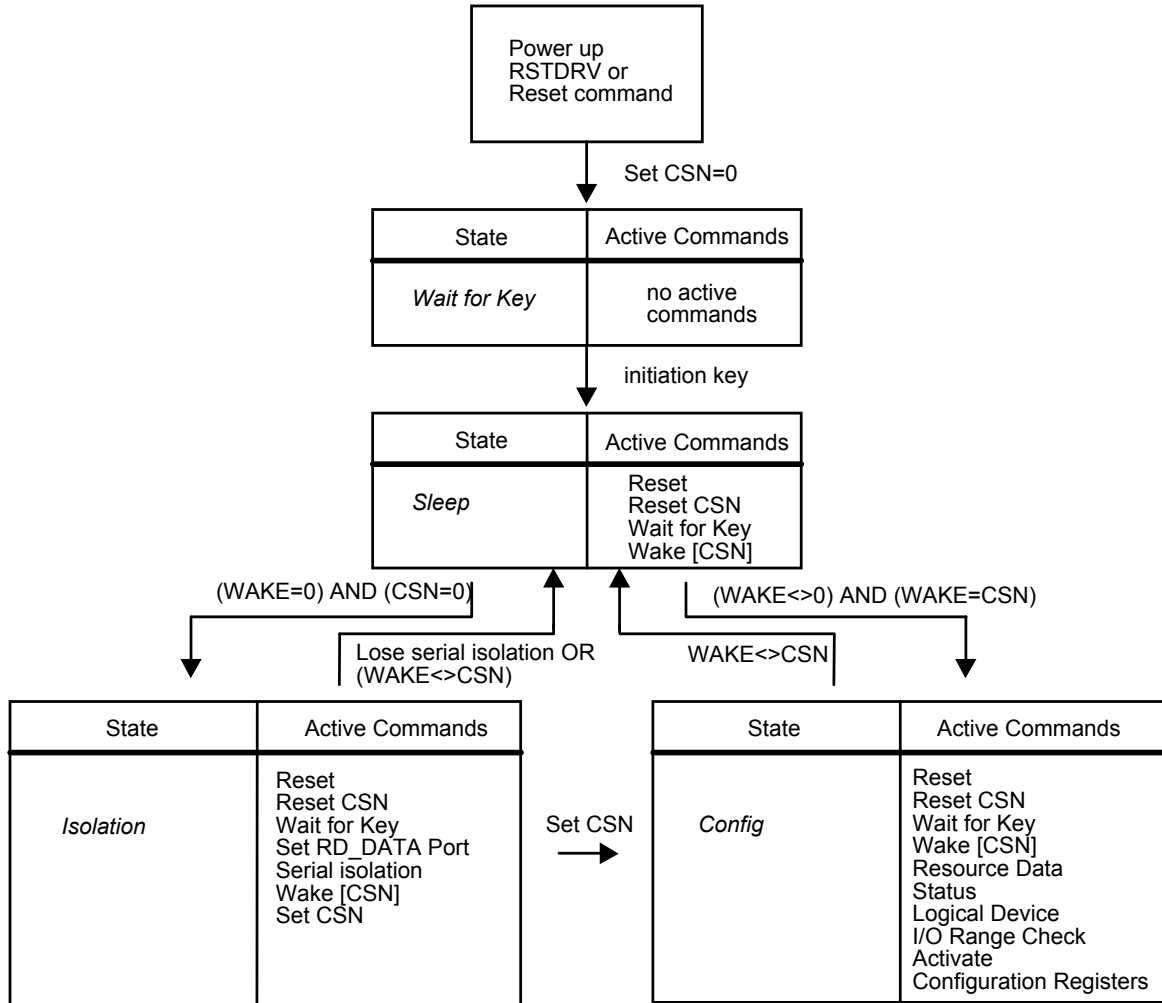 Power up
RSTDRV or
Reset command
Set CSN=0
State Active Commands
Wait for Key
no active
commands
initiation key
State Active Commands
Sleep
Reset
Reset CSN
Wait for Key
Wake [CSN]
(WAKE=0) AND (CSN=0)
(WAKE<>0) AND (WAKE=CSN)
Lose serial isolation OR
(WAKE<>CSN)
WAKE<>CSN
State Active Commands
Isolation
Reset
Reset CSN
Wait for Key
Set RD_DATA Port
Serial isolation
Wake [CSN]
Set CSN
Set CSN
State Active Commands
Config
Reset
Reset CSN
Wait for Key
Wake [CSN]
Resource Data
Status
Logical Device
I/O Range Check
Activate
Configuration Registers